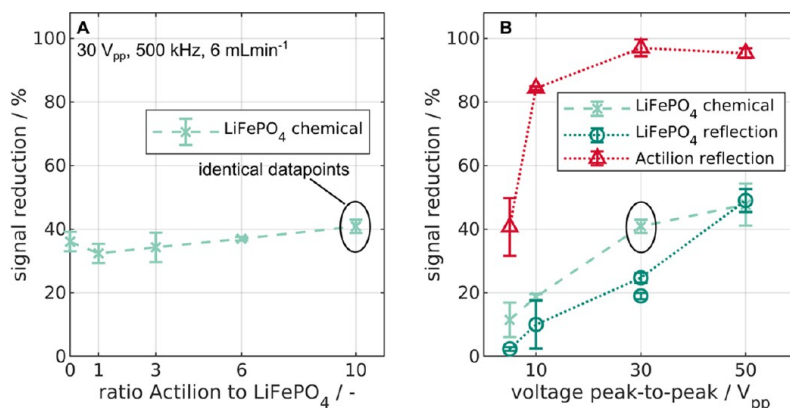 A
30 Vpp, 500 kHz, 6 mLmin-1
LiFePO4 chemical
identical datapoints
100
80
60
40
20
0
signal reduction / %
0 1 3 6 10
ratio Actilion to LiFePO4 / -
B
LiFePO4 chemical
LiFePO4 reflection
Actilion reflection
100
80
60
40
20
0
signal reduction / %
10 30 50
voltage peak-to-peak / Vpp